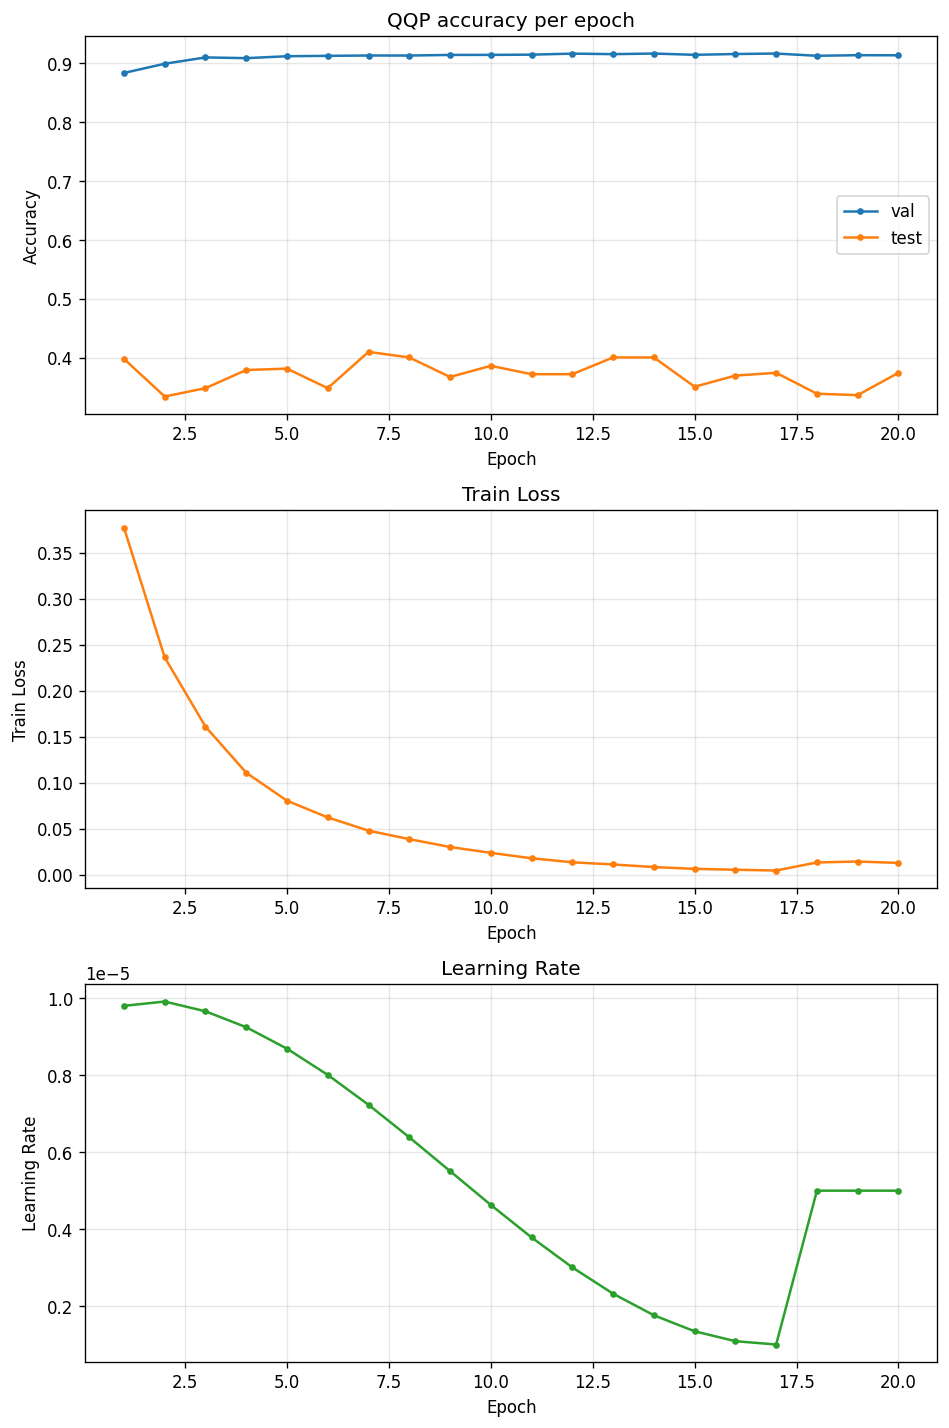 QQP accuracy per epoch
0.9
0.8
0.7
0.6
0.5
0.4
Accuracy
val
test
2.5 5.0 7.5 10.0 12.5 15.0 17.5 20.0
Epoch
Train Loss
0.35
0.30
0.25
0.20
0.15
0.10
0.05
0.00
Train Loss
2.5 5.0 7.5 10.0 12.5 15.0 17.5 20.0
Epoch
Learning Rate
1e−5
1.0
0.8
0.6
0.4
0.2
Learning Rate
2.5 5.0 7.5 10.0 12.5 15.0 17.5 20.0
Epoch